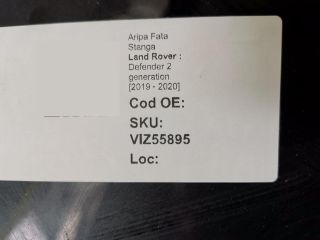 Aripa Fata
Stanga
Land Rover :
Defender 2
generation
[2019 - 2020]
Cod OE:
SKU:
VIZ55895
Loc: